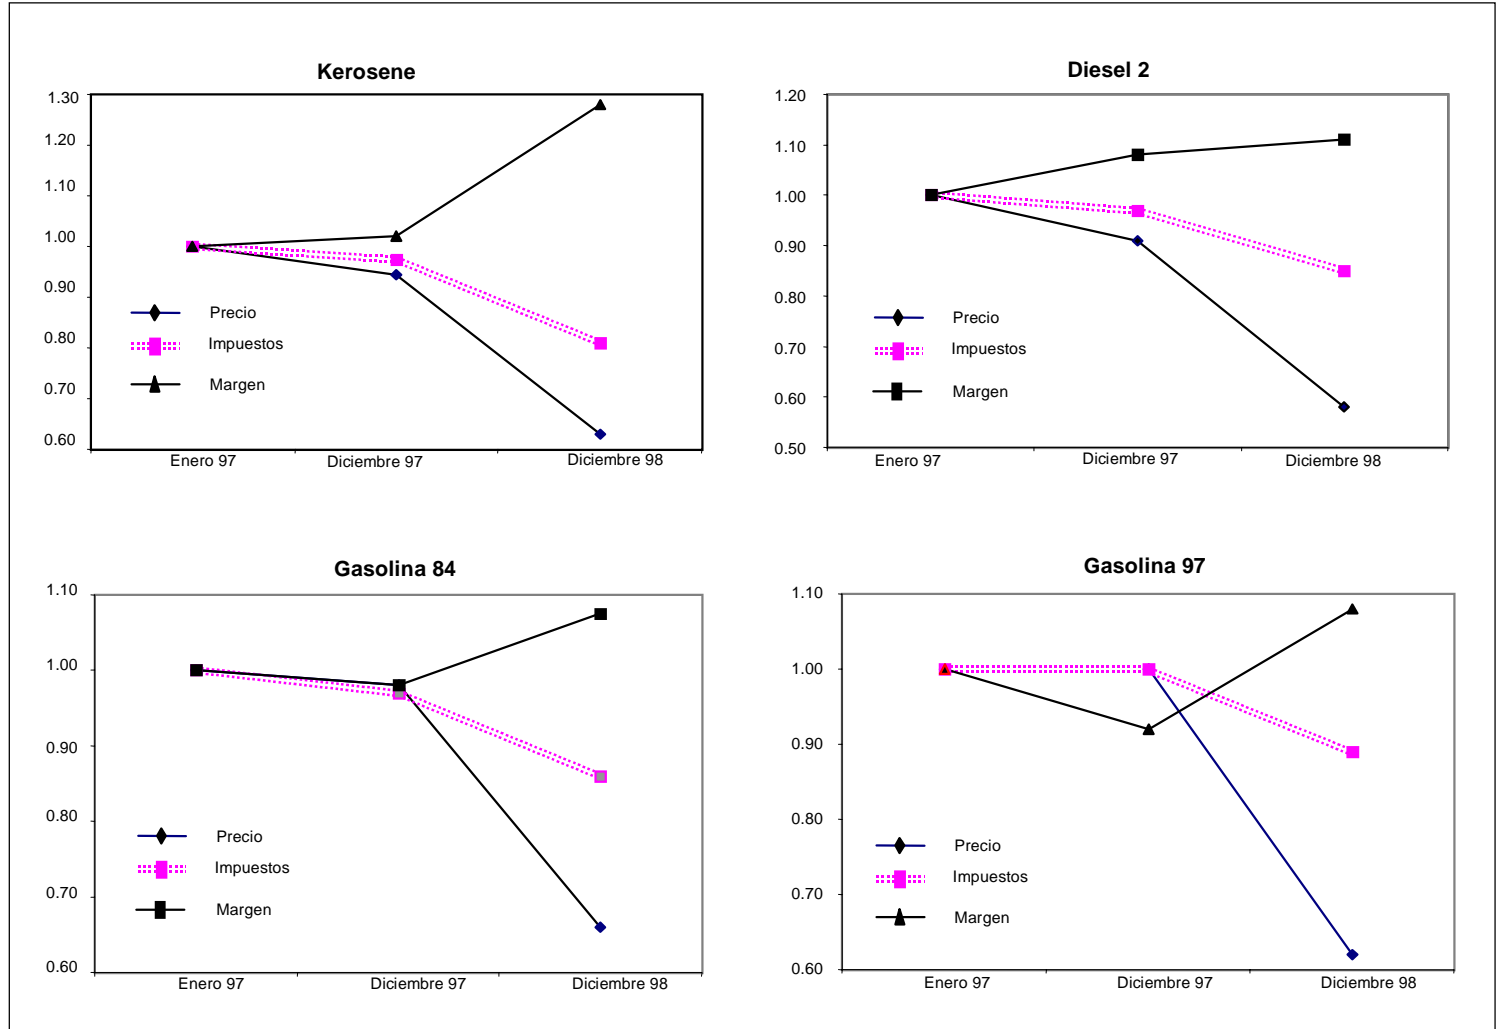 Kerosene
1.30
1.20
1.10
1.00
0.90
0.80
0.70
0.60
Precio
Impuestos
Margen
Enero 97 Diciembre 97 Diciembre 98
Diesel 2
1.20
1.10
1.00
0.90
0.80
0.70
0.60
0.50
Precio
Impuestos
Margen
Enero 97 Diciembre 97 Diciembre 98
Gasolina 84
1.10
1.00
0.90
0.80
0.70
0.60
Precio
Impuestos
Margen
Enero 97 Diciembre 97 Diciembre 98
Gasolina 97
1.10
1.00
0.90
0.80
0.70
0.60
Precio
Impuestos
Margen
Enero 97 Diciembre 97 Diciembre 98